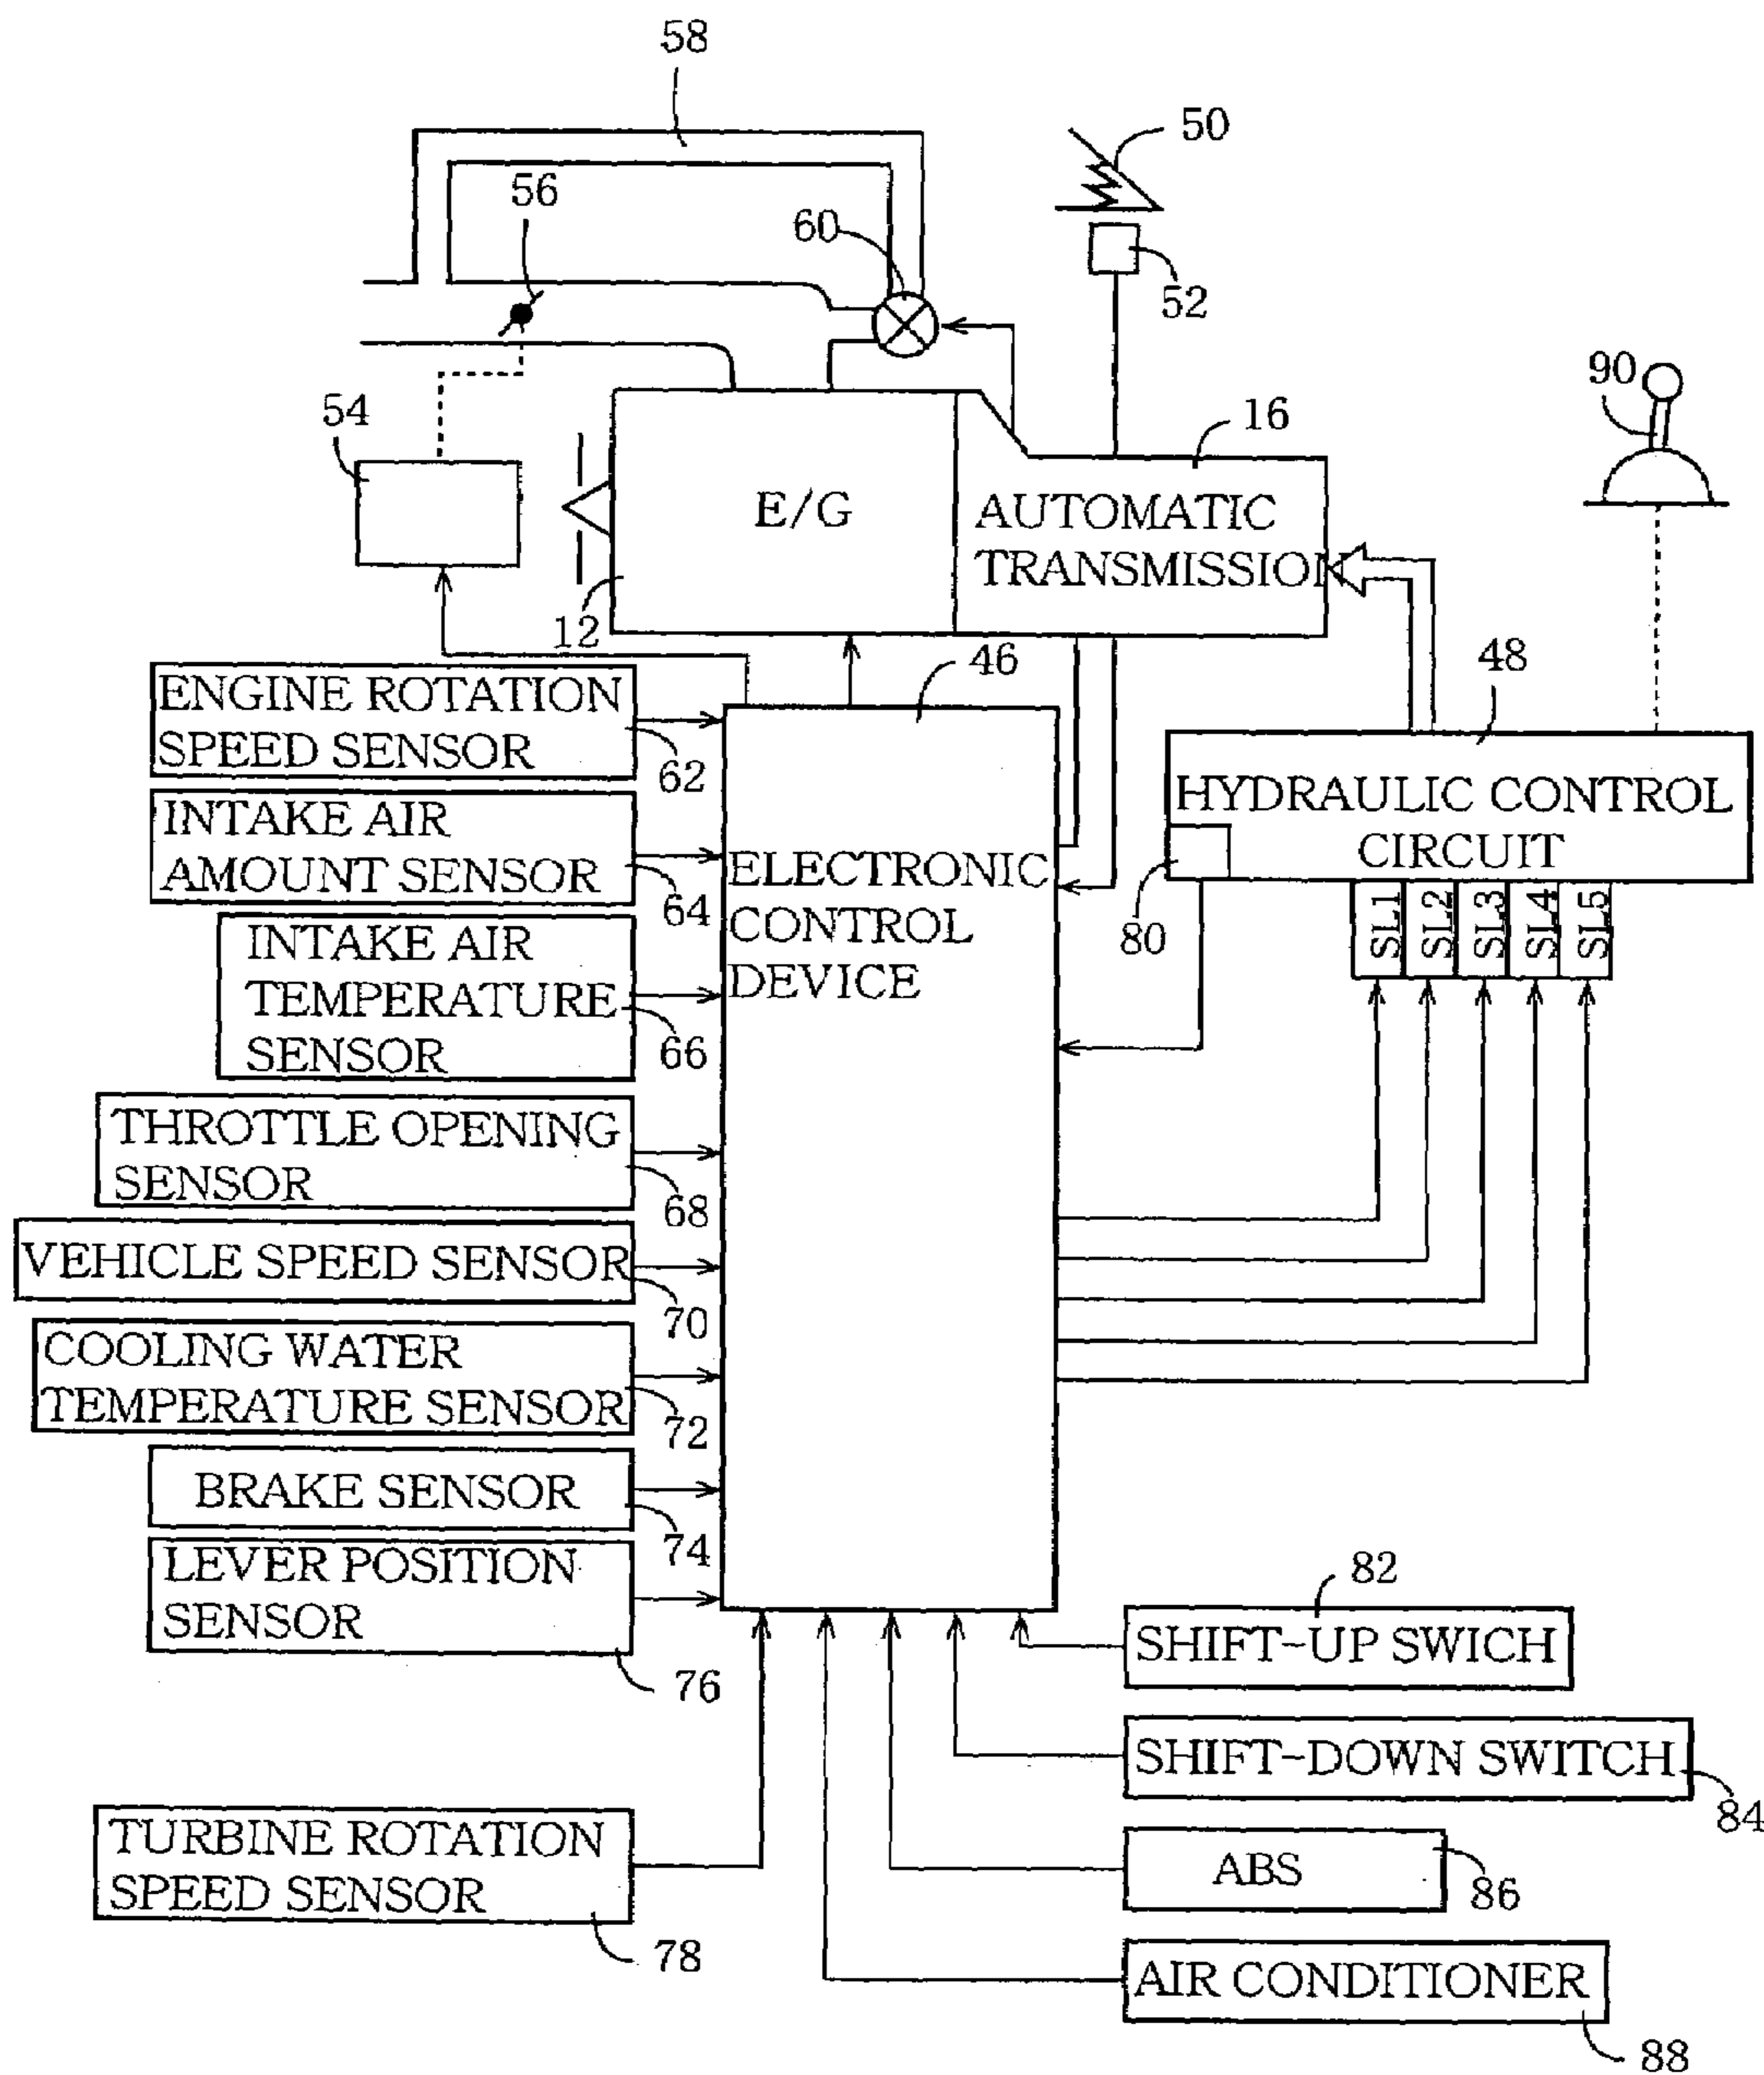 58
50
56
60
52
90
54
16
E/G
AUTOMATIC
TRANSMISSION
12
46
48
ENGINE ROTATION
SPEED SENSOR
62
HYDRAULIC CONTROL
CIRCUIT
INTAKE AIR
AMOUNT SENSOR
64
ELECTRONIC
CONTROL
DEVICE
80
SL1
SL2
SL3
SL4
SL5
INTAKE AIR
TEMPERATURE
SENSOR
66
THROTTLE OPENING
SENSOR
68
VEHICLE SPEED SENSOR
70
COOLING WATER
TEMPERATURE SENSOR
72
BRAKE SENSOR
74
LEVER POSITION
SENSOR
76
82
SHIFT-UP SWICH
SHIFT-DOWN SWITCH
84
TURBINE ROTATION
SPEED SENSOR
78
ABS
86
AIR CONDITIONER
88